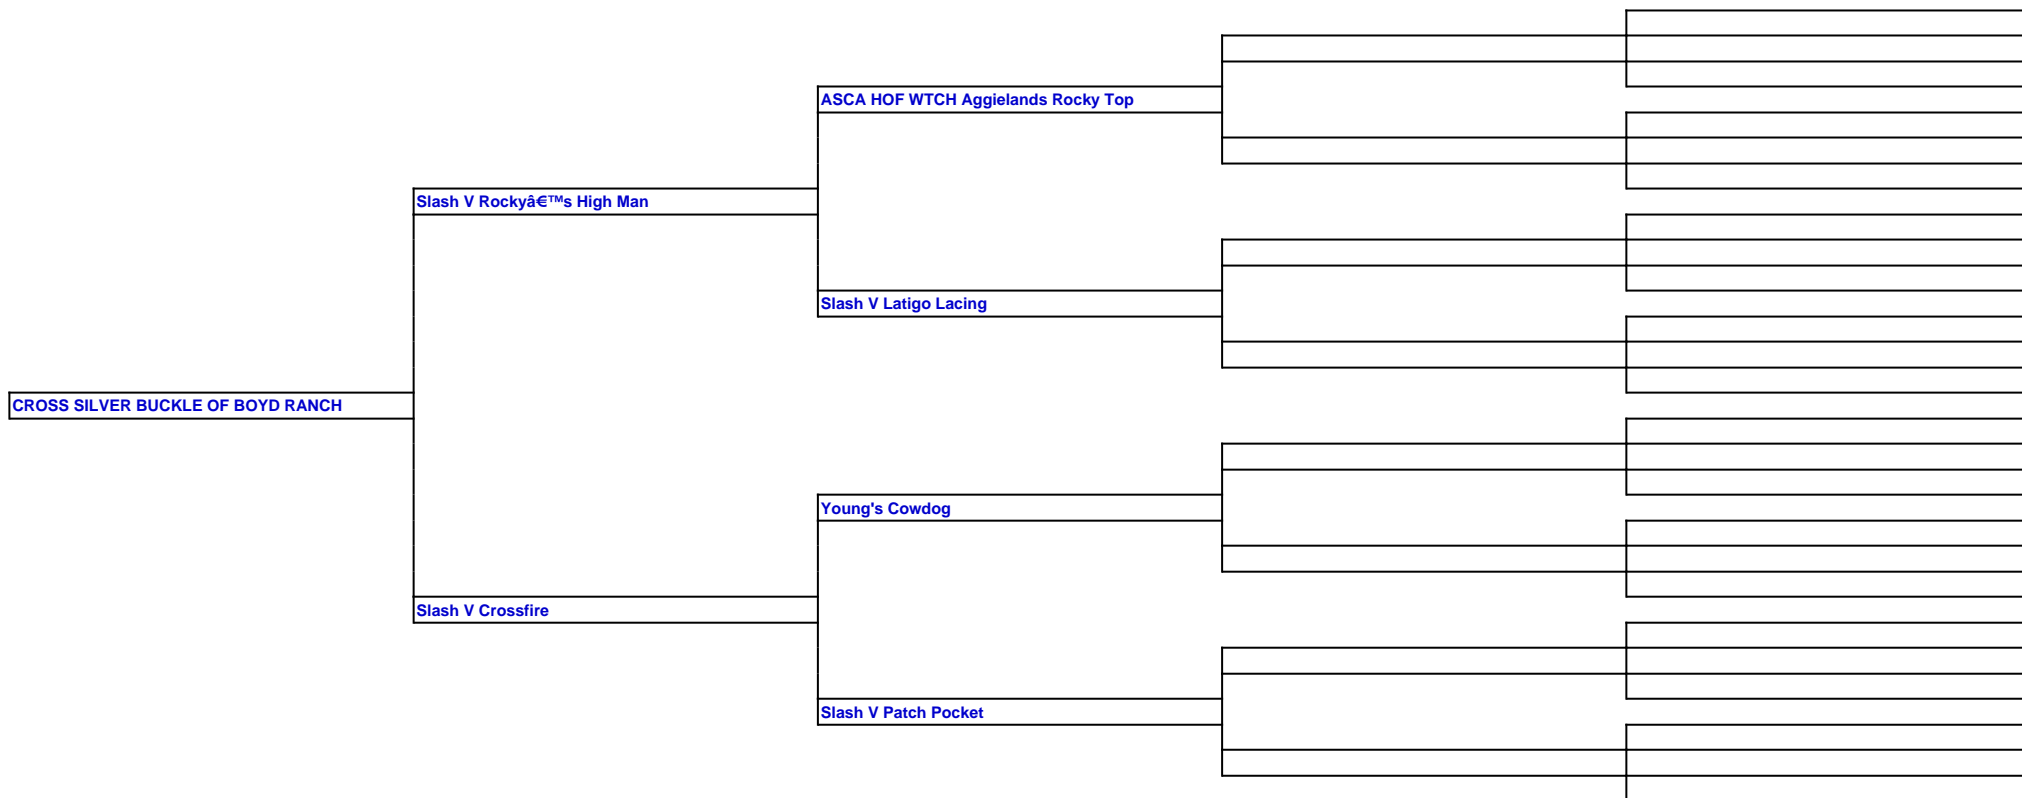 ASCA HOF WTCH Aggielands Rocky Top
Slash V Rockyâ€™s High Man
Slash V Latigo Lacing
CROSS SILVER BUCKLE OF BOYD RANCH
Young's Cowdog
Slash V Crossfire
Slash V Patch Pocket